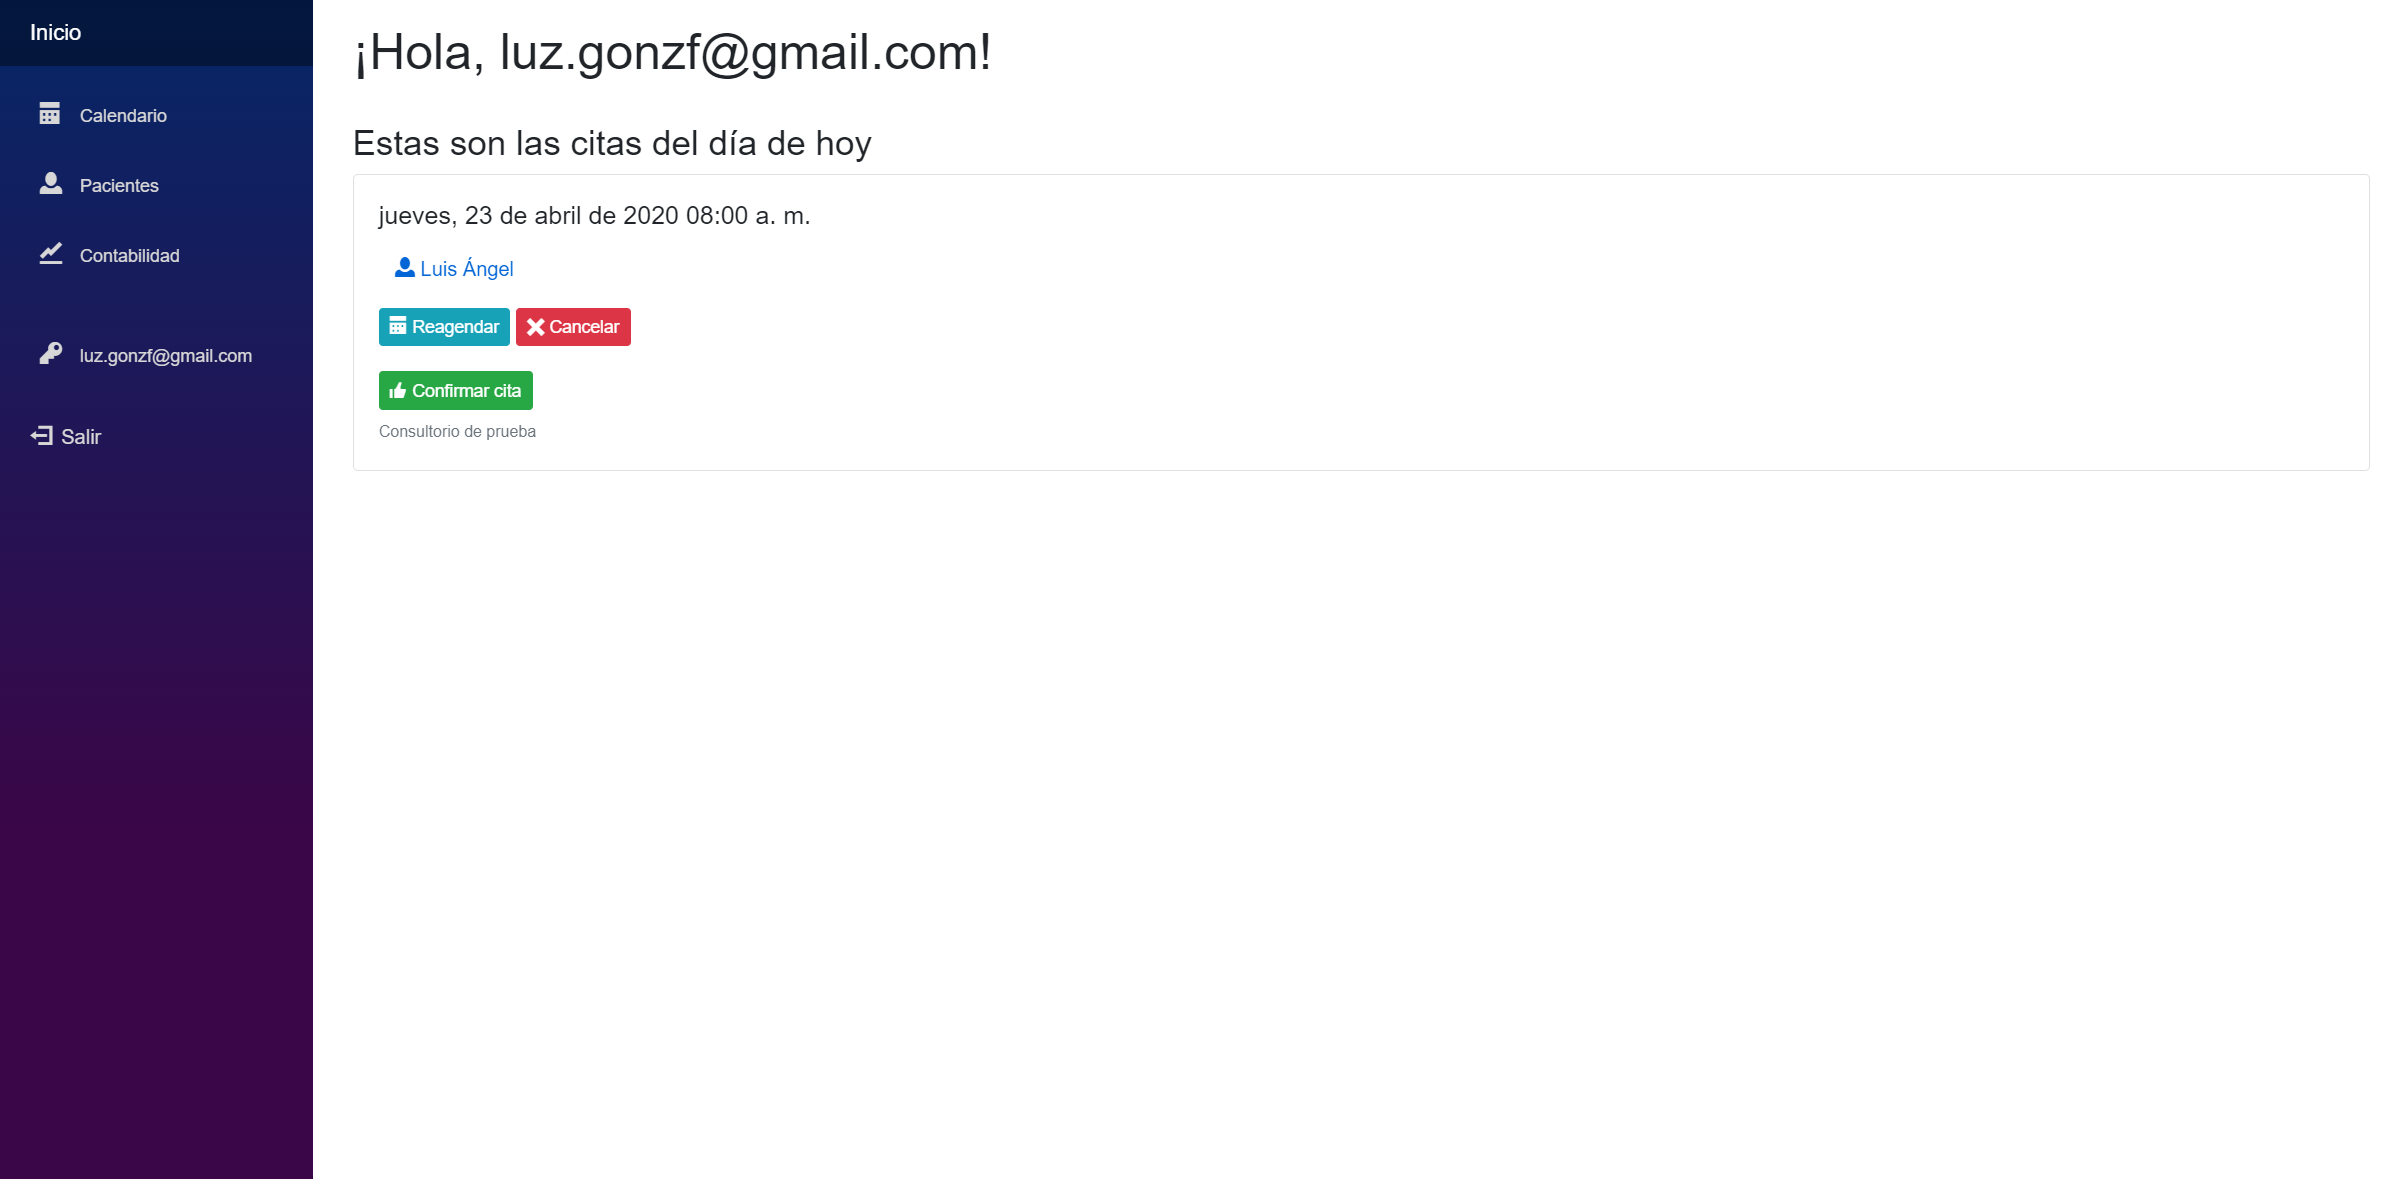 Inicio
Calendario
Pacientes
Contabilidad
luz.gonzf@gmail.com
Salir
¡Hola, luz.gonzf@gmail.com!
Estas son las citas del día de hoy
jueves, 23 de abril de 2020 08:00 a. m.
Luis Ángel
Reagendar Cancelar
Confirmar cita
Consultorio de prueba